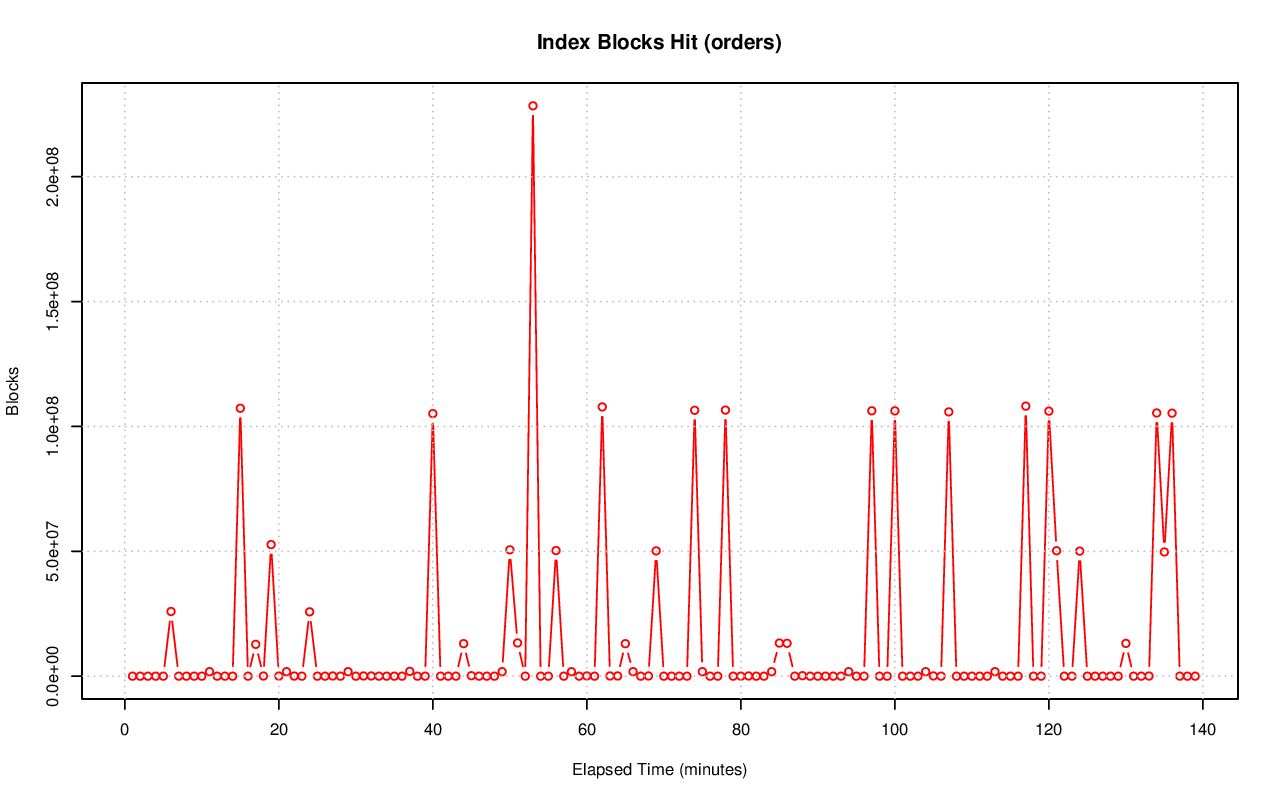 Index Blocks Hit (orders)
Blocks
2.0e+08
1.5e+08
1.0e+08
5.0e+07
0.0e+00
0 20 40 60 80 100 120 140
Elapsed Time (minutes)